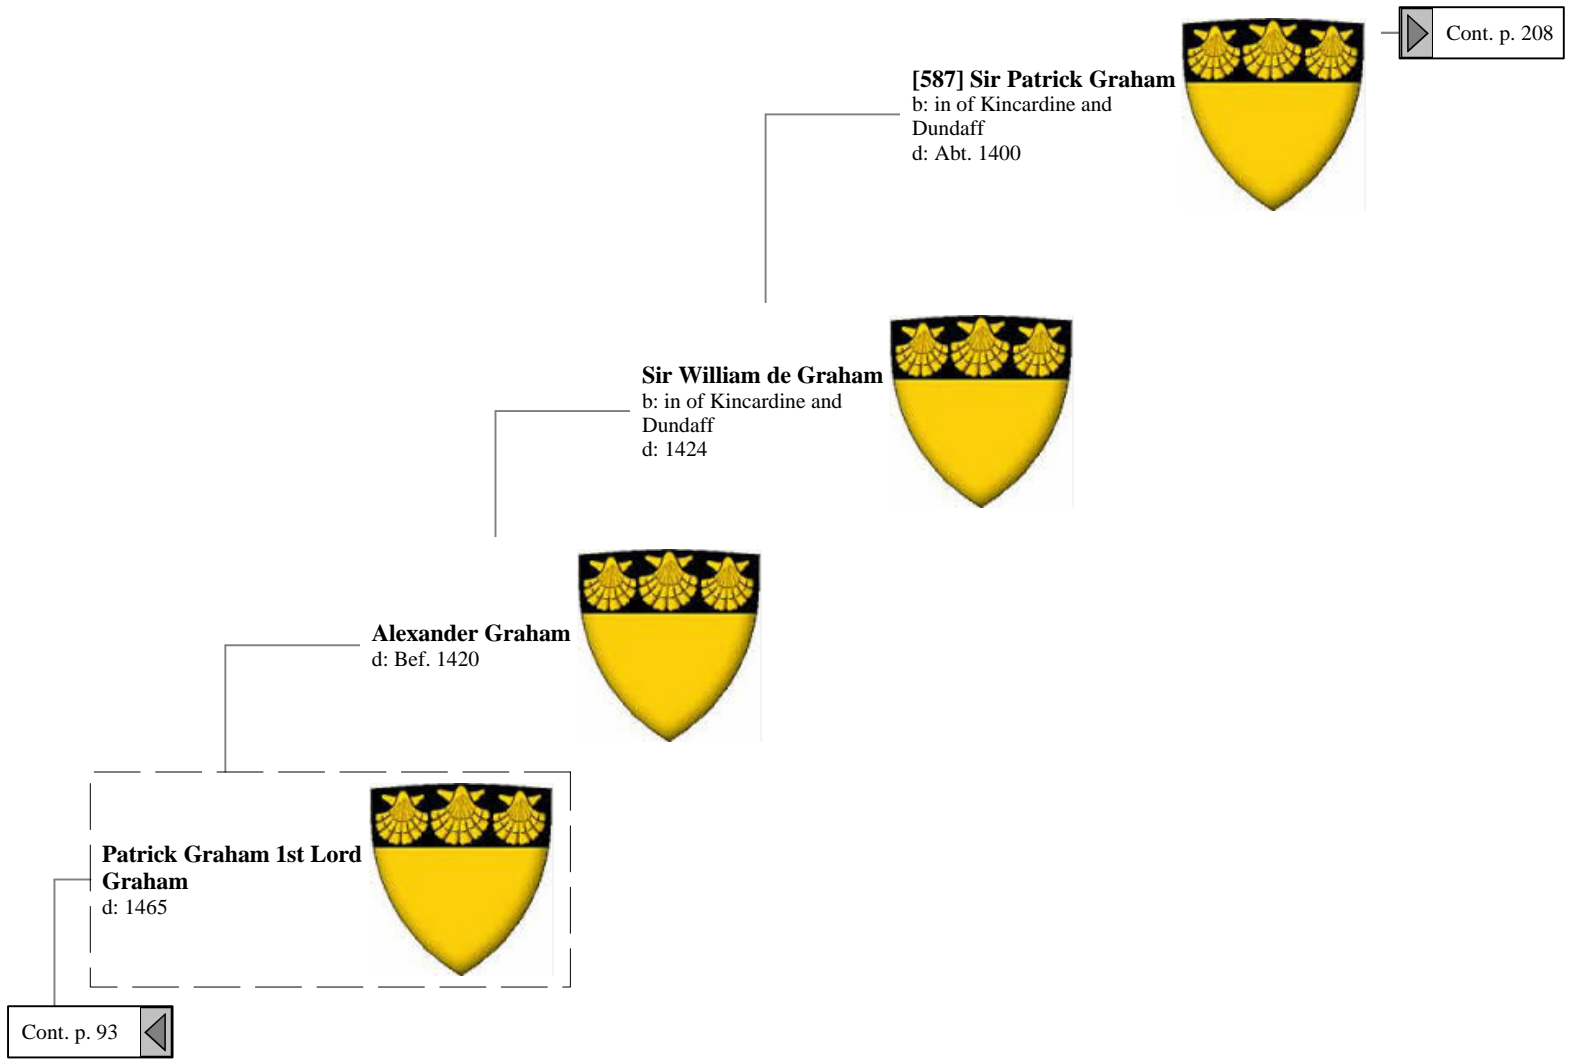 Cont. p. 208
[587] Sir Patrick Graham
b: in of Kincardine and
Dundaff
d: Abt. 1400
Sir William de Graham
b: in of Kincardine and
Dundaff
d: 1424
Alexander Graham
d: Bef. 1420
Patrick Graham 1st Lord
Graham
d: 1465
Cont. p. 93